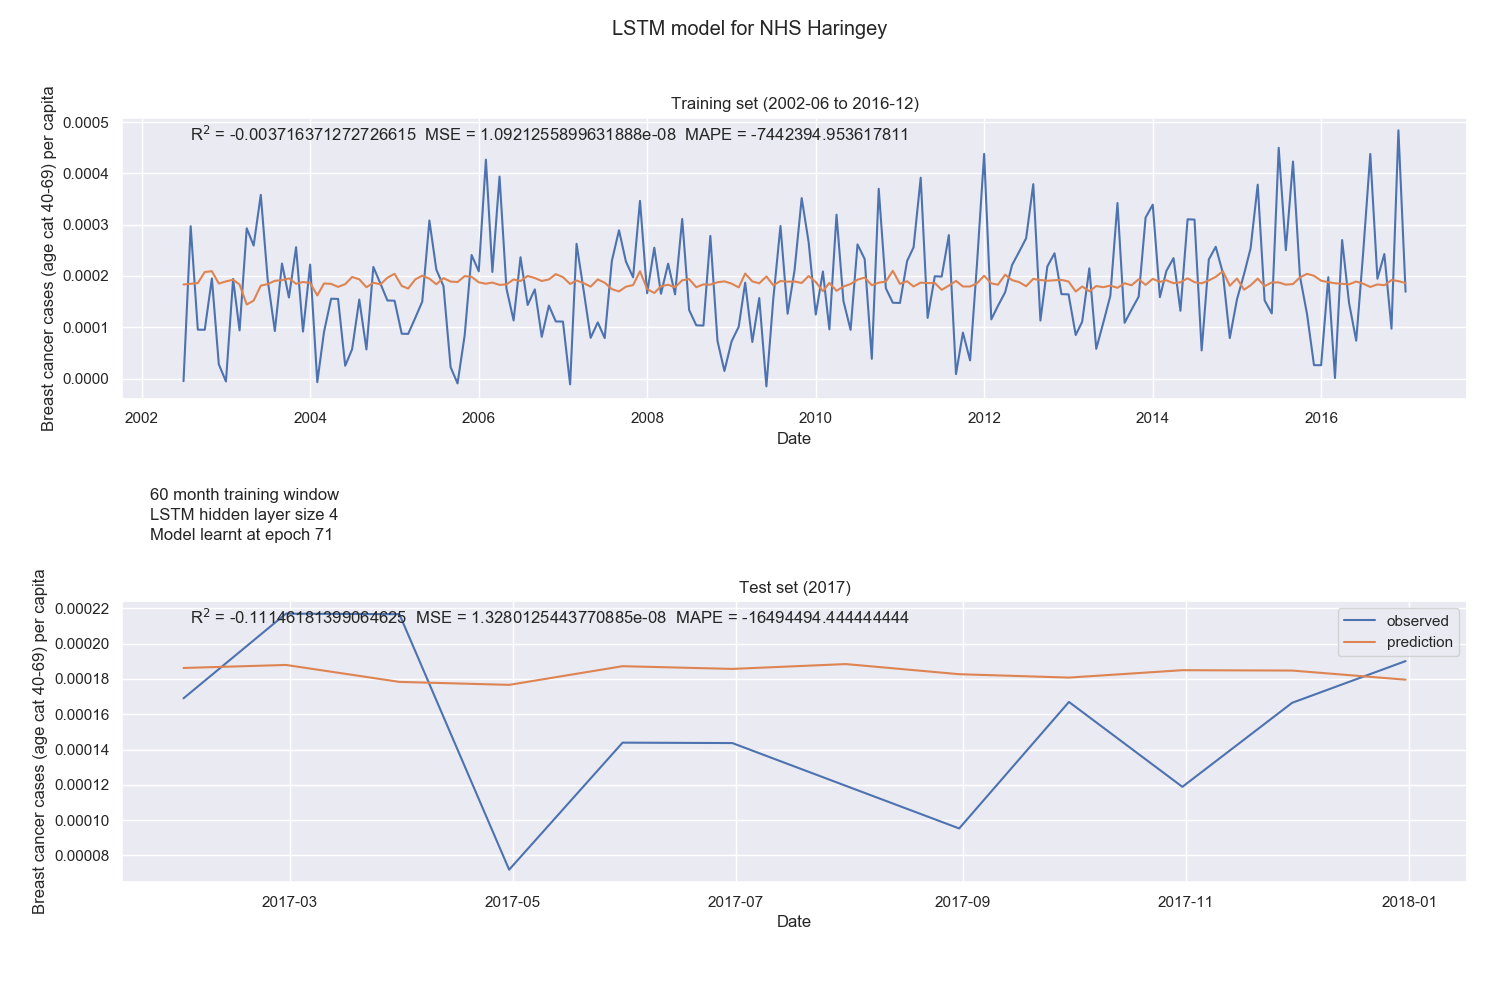 LSTM model for NHS Haringey
Training set (2002-06 to 2016-12)
R² = -0.003716371272726615 MSE = 1.0921255899631888e-08 MAPE = -7442394.953617811
Breast cancer cases (age cat 40-69) per capita
0.0005
0.0004
0.0003
0.0002
0.0001
0.0000
2002 2004 2006 2008 2010 2012 2014 2016
Date
60 month training window
LSTM hidden layer size 4
Model learnt at epoch 71
Test set (2017)
R² = -0.11146181399064625 MSE = 1.3280125443770885e-08 MAPE = -16494494.444444444
observed
prediction
Breast cancer cases (age cat 40-69) per capita
0.00022
0.00020
0.00018
0.00016
0.00014
0.00012
0.00010
0.00008
2017-03 2017-05 2017-07 2017-09 2017-11 2018-01
Date